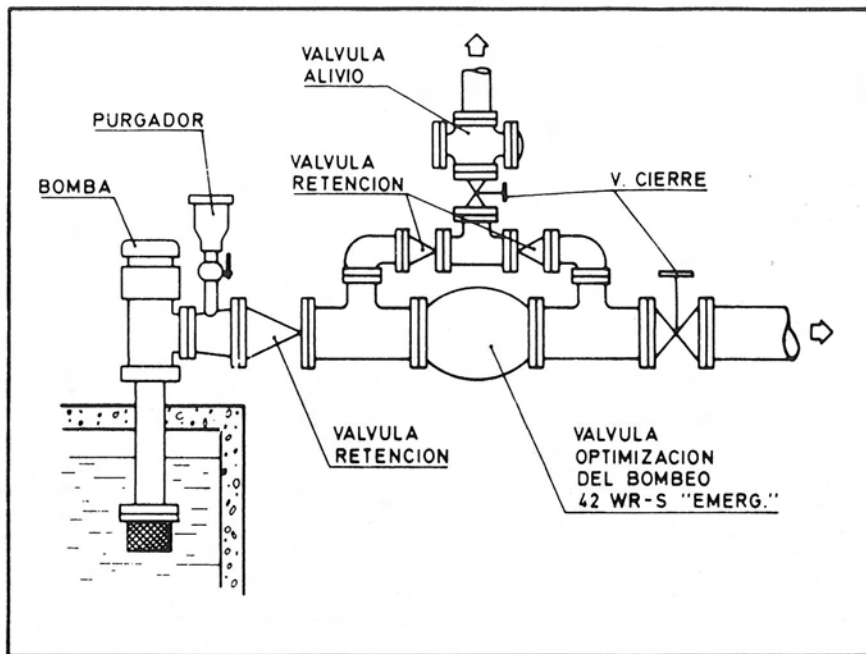 VALVULA
ALIVIO
PURGADOR
VALVULA
RETENCION
V. CIERRE
BOMBA
VALVULA
RETENCION
VALVULA
OPTIMIZACION
DEL BOMBEO
42 WR-S "EMERG."